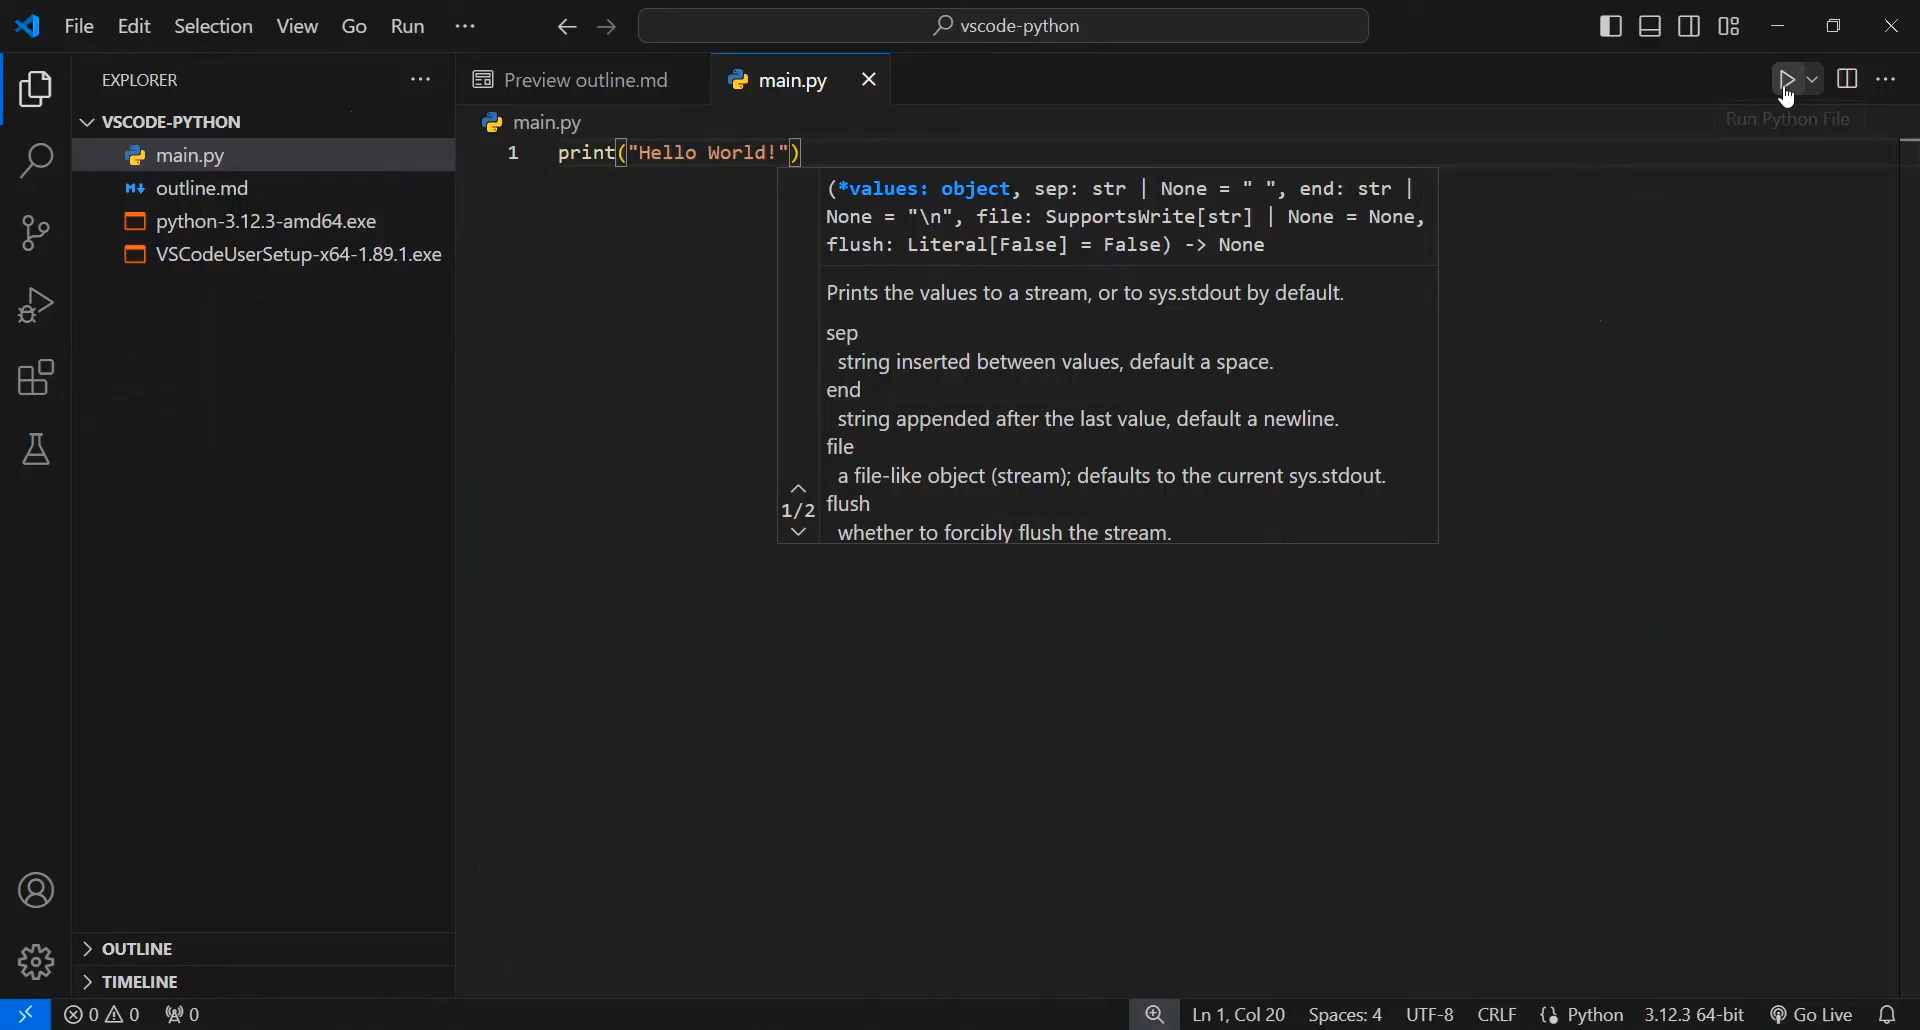 File Edit Selection View Go Run ···
vscode-python
EXPLORER ···
Preview outline.md
main.py
Run Python File
VSCODE-PYTHON
main.py
outline.md
python-3.12.3-amd64.exe
VSCodeUserSetup-x64-1.89.1.exe
main.py
1 print("Hello World!")
(*values: object, sep: str | None = " ", end: str |
None = "\n", file: SupportsWrite[str] | None = None,
flush: Literal[False] = False) -> None
Prints the values to a stream, or to sys.stdout by default.
sep
string inserted between values, default a space.
end
string appended after the last value, default a newline.
file
a file-like object (stream); defaults to the current sys.stdout.
1/2
flush
whether to forcibly flush the stream.
OUTLINE
TIMELINE
0 0 0 Ln 1, Col 20 Spaces: 4 UTF-8 CRLF Python 3.12.3 64-bit Go Live